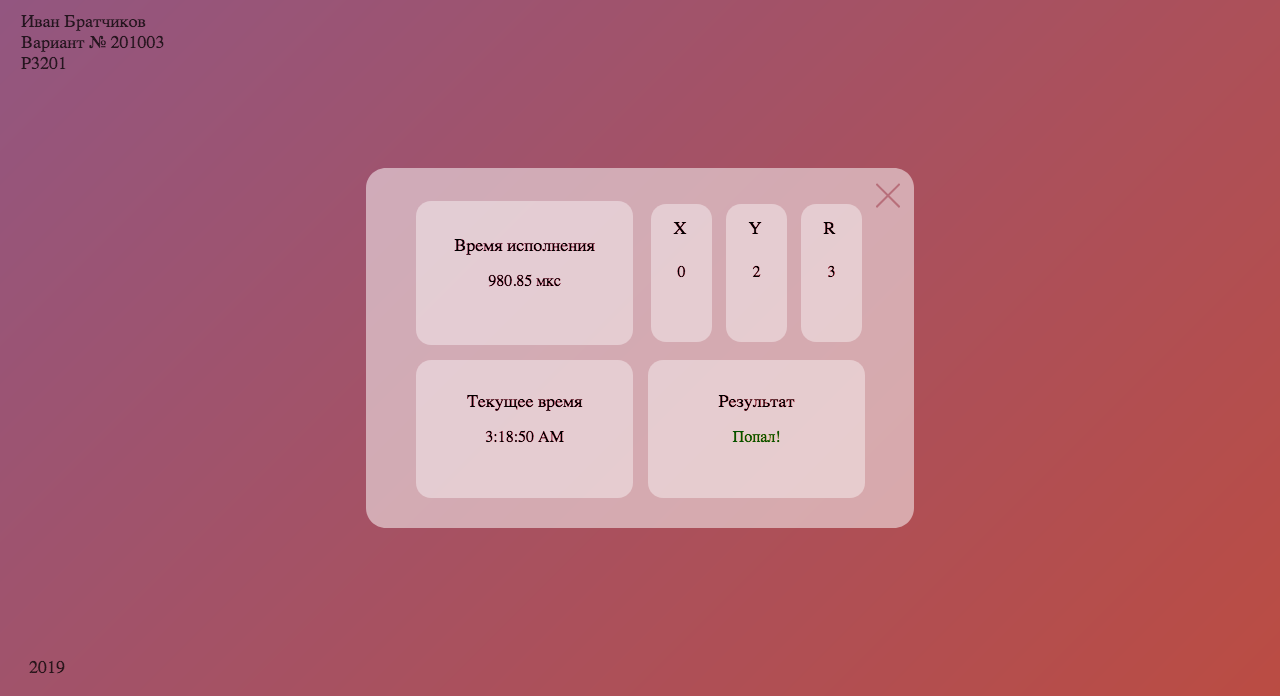 Иван Братчиков
Вариант № 201003
P3201
Время исполнения
980.85 мкс
X
0
Y
2
R
3
Текущее время
3:18:50 AM
Результат
Попал!
2019